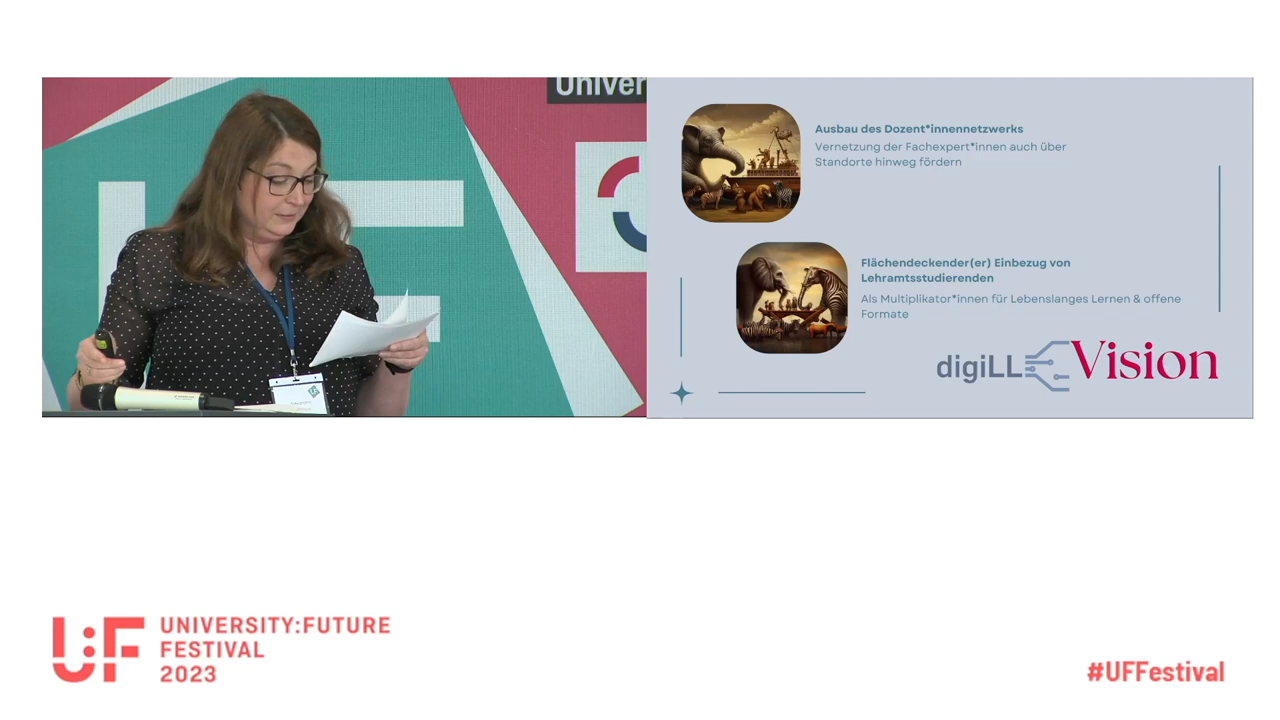 Univer
Ausbau des Dozent*innennetzwerks
Vernetzung der Fachexpert*innen auch über
Standorte hinweg fördern
Flächendeckender(er) Einbezug von
Lehramtsstudierenden
Als Multiplikator*innen für Lebenslanges Lernen & offene
Formate
digiLL Vision
U:F UNIVERSITY:FUTURE
FESTIVAL
2023
#UFFestival